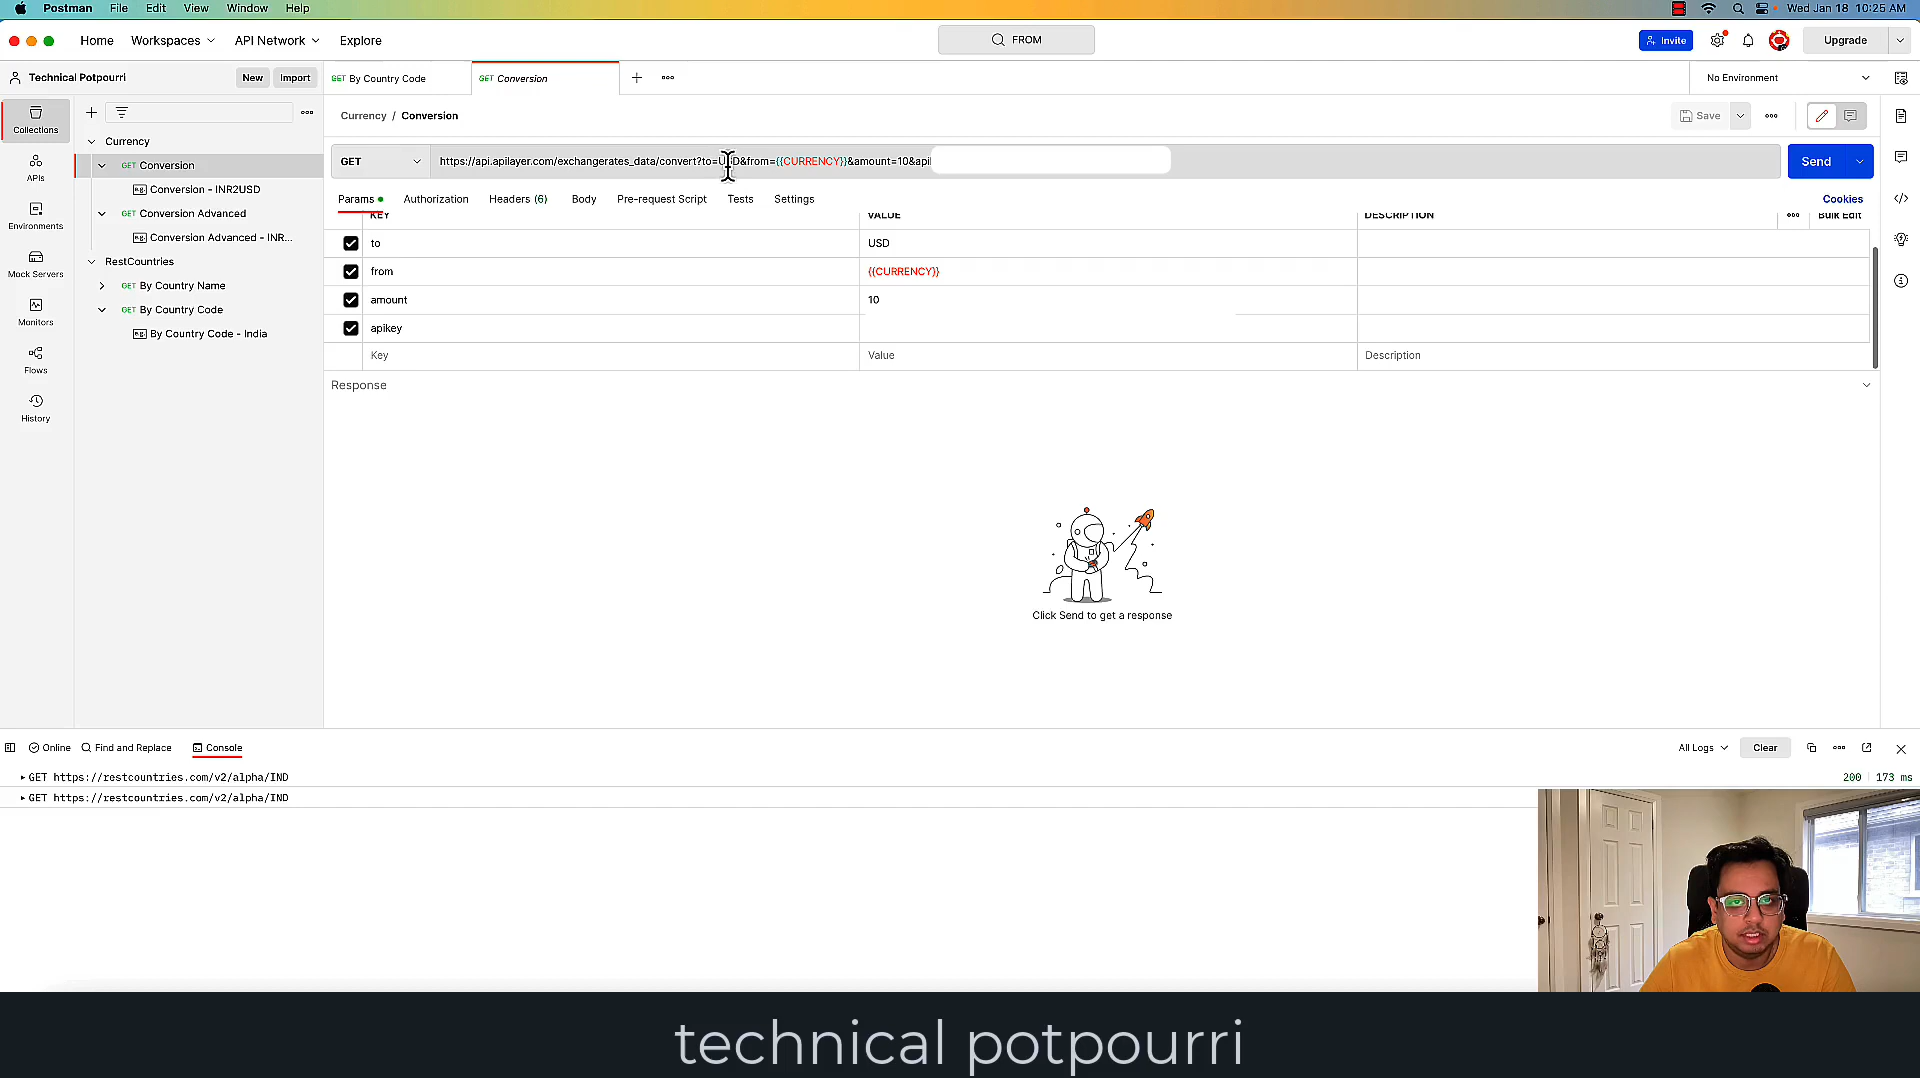 Postman File Edit View Window Help Wed Jan 18 10:25 AM
Home Workspaces API Network Explore FROM Invite Upgrade
Technical Potpourri New Import GET By Country Code GET Conversion No Environment
Collections
APIs
Environments
Mock Servers
Monitors
Flows
History
Currency
GET Conversion
e.g. Conversion - INR2USD
GET Conversion Advanced
e.g. Conversion Advanced - INR...
RestCountries
GET By Country Name
GET By Country Code
e.g. By Country Code - India
Currency / Conversion Save
GET https://api.apilayer.com/exchangerates_data/convert?to=USD&from={{CURRENCY}}&amount=10&api Send
Params Authorization Headers (6) Body Pre-request Script Tests Settings Cookies
KEY VALUE DESCRIPTION Bulk Edit
to USD
from {{CURRENCY}}
amount 10
apikey
Key Value Description
Response
Click Send to get a response
Online Find and Replace Console All Logs Clear
GET https://restcountries.com/v2/alpha/IND 200 173 ms
GET https://restcountries.com/v2/alpha/IND
technical potpourri